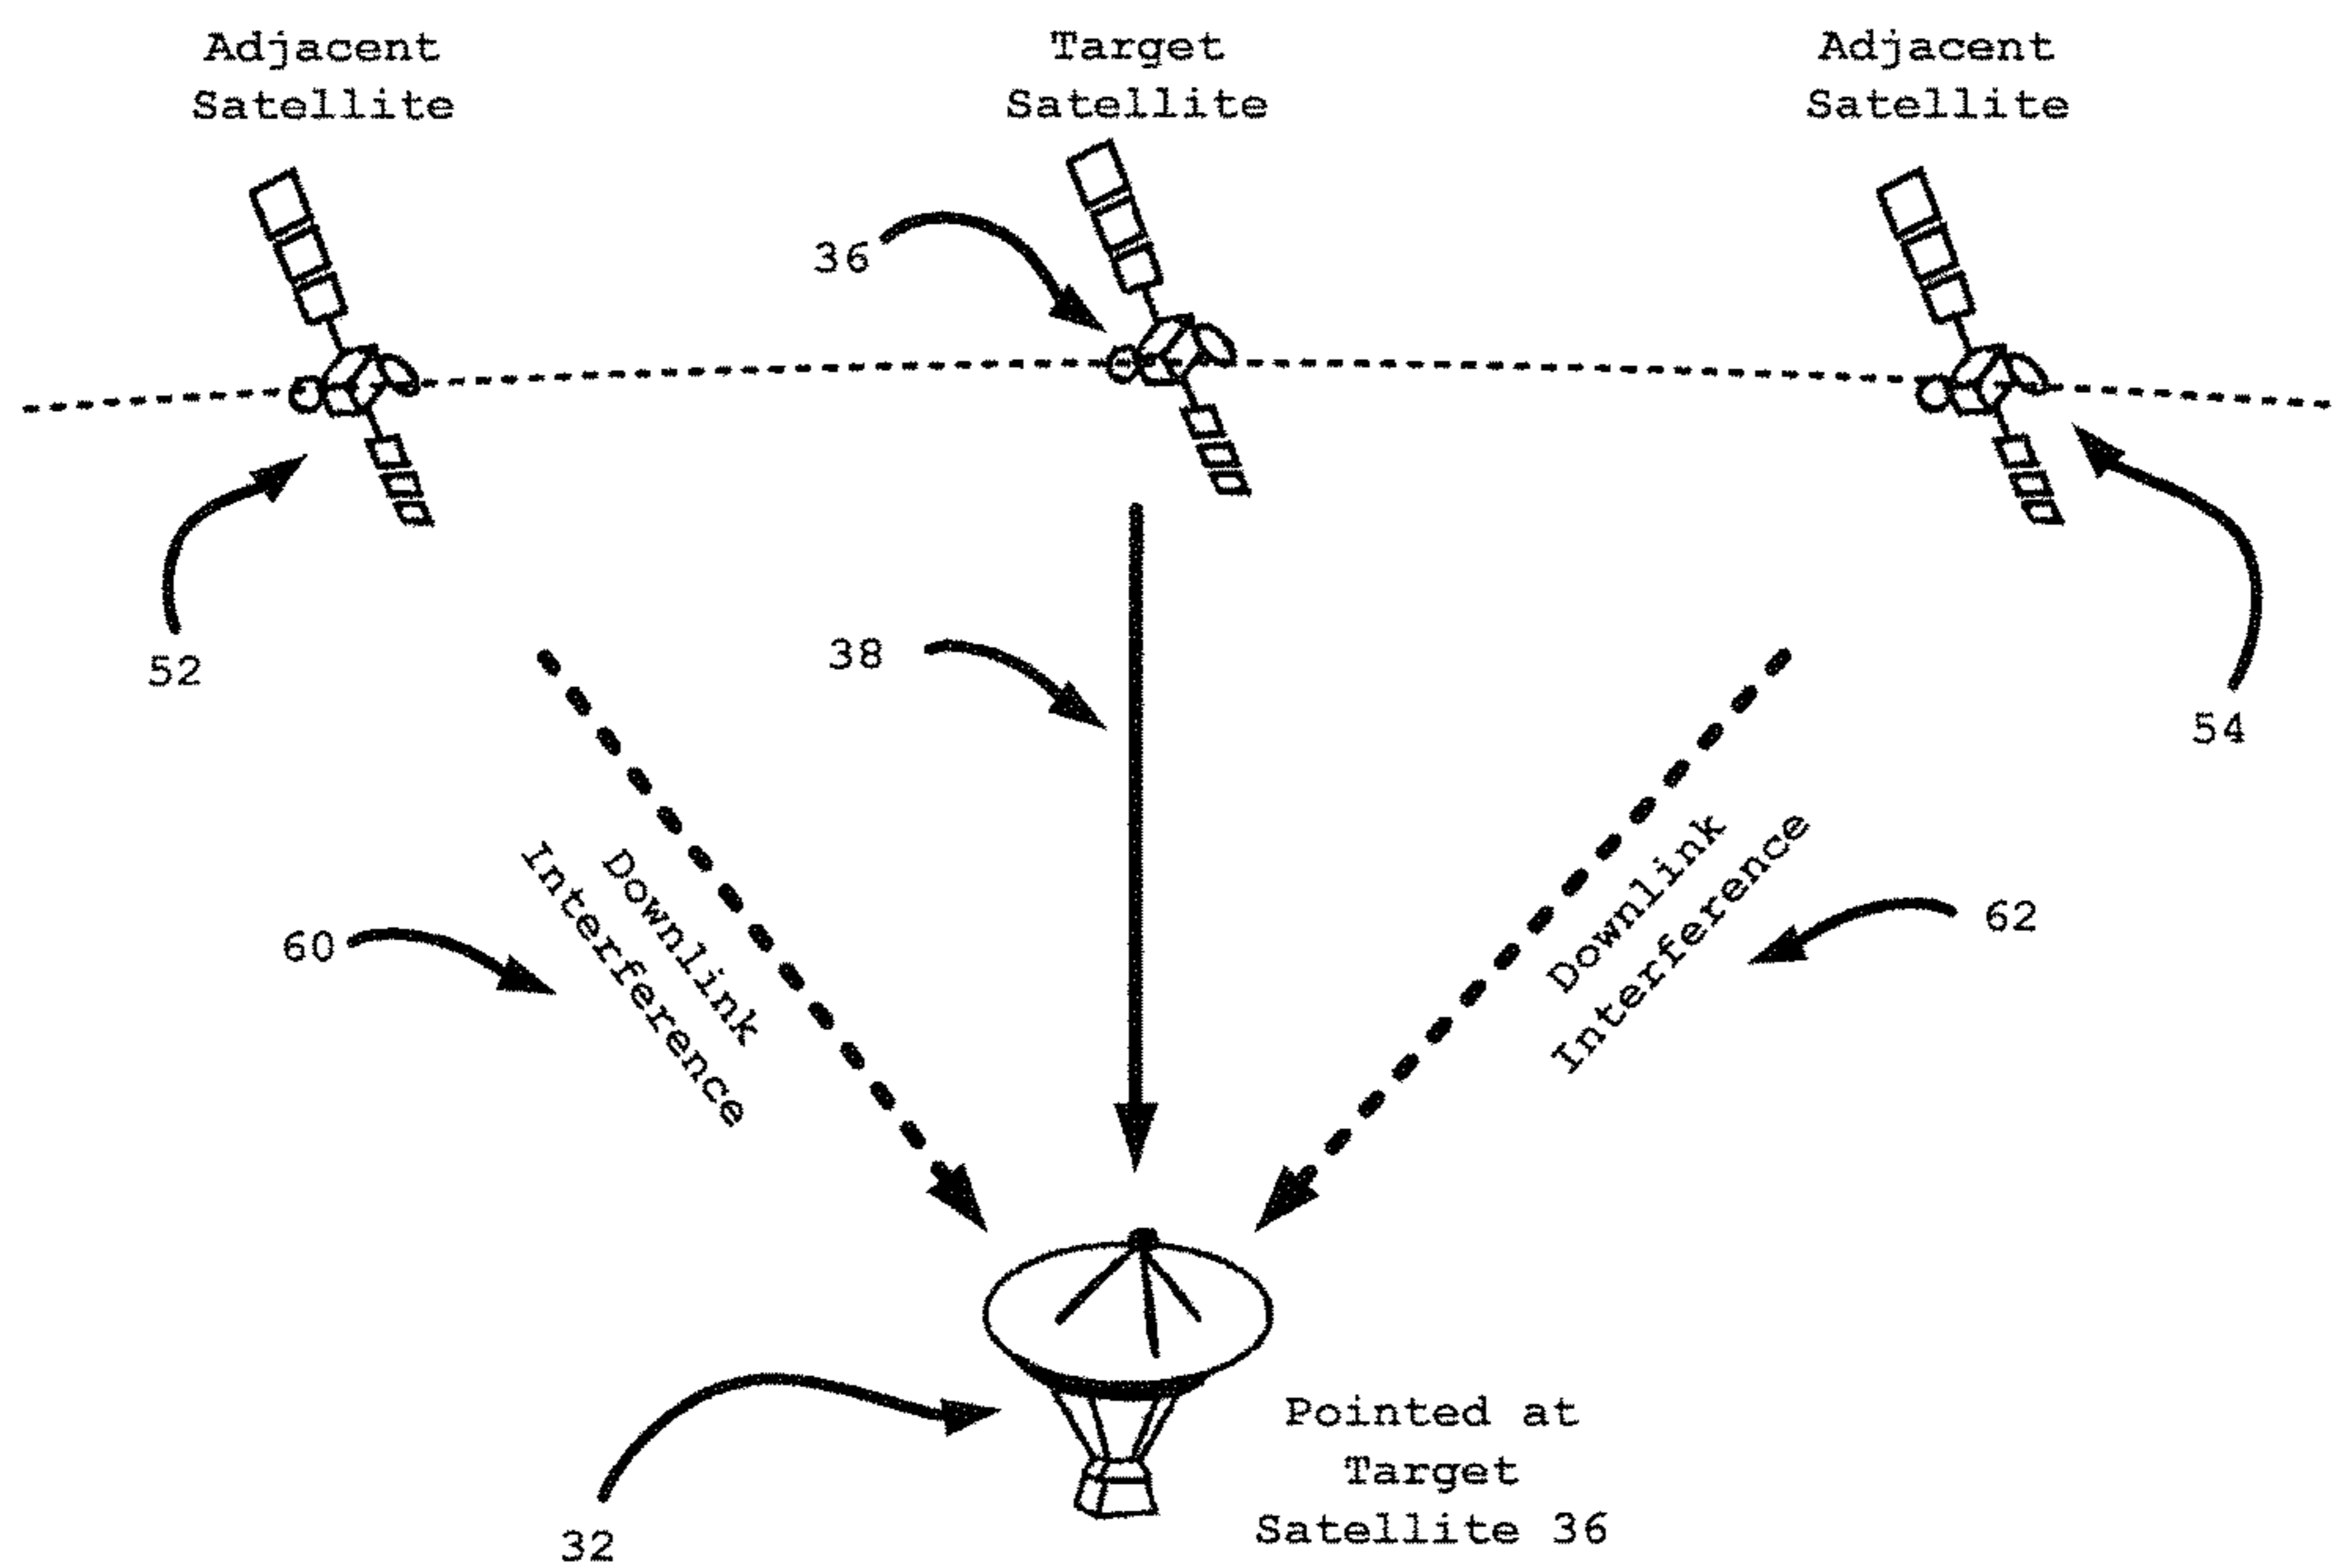 Adjacent
Satellite
Target
Satellite
Adjacent
Satellite
36
52
38
54
Downlink
Interference
60
Downlink
Interference
62
Pointed at
Target
Satellite 36
32